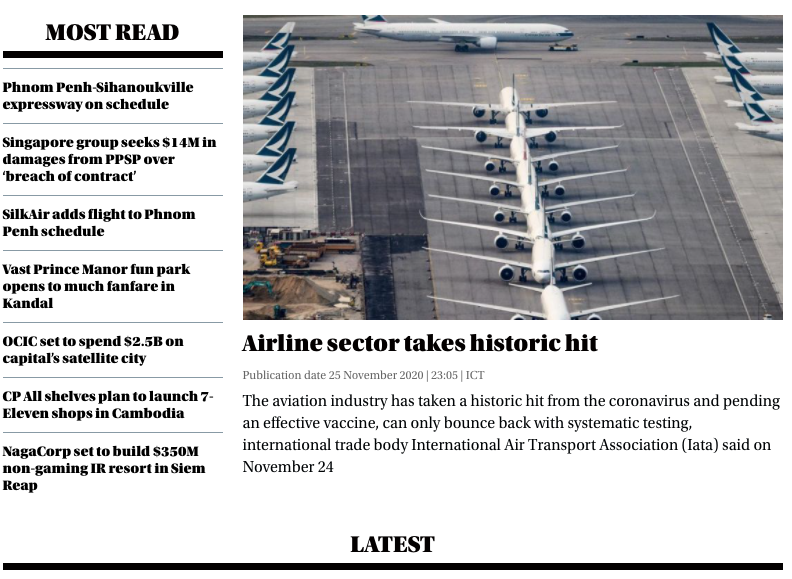 MOST READ
Phnom Penh-Sihanoukville
expressway on schedule
Singapore group seeks $14M in
damages from PPSP over
‘breach of contract’
SilkAir adds flight to Phnom
Penh schedule
Vast Prince Manor fun park
opens to much fanfare in
Kandal
OCIC set to spend $2.5B on
capital’s satellite city
CP All shelves plan to launch 7-
Eleven shops in Cambodia
NagaCorp set to build $350M
non-gaming IR resort in Siem
Reap
Airline sector takes historic hit
Publication date 25 November 2020 | 23:05 | ICT
The aviation industry has taken a historic hit from the coronavirus and pending
an effective vaccine, can only bounce back with systematic testing,
international trade body International Air Transport Association (Iata) said on
November 24
LATEST